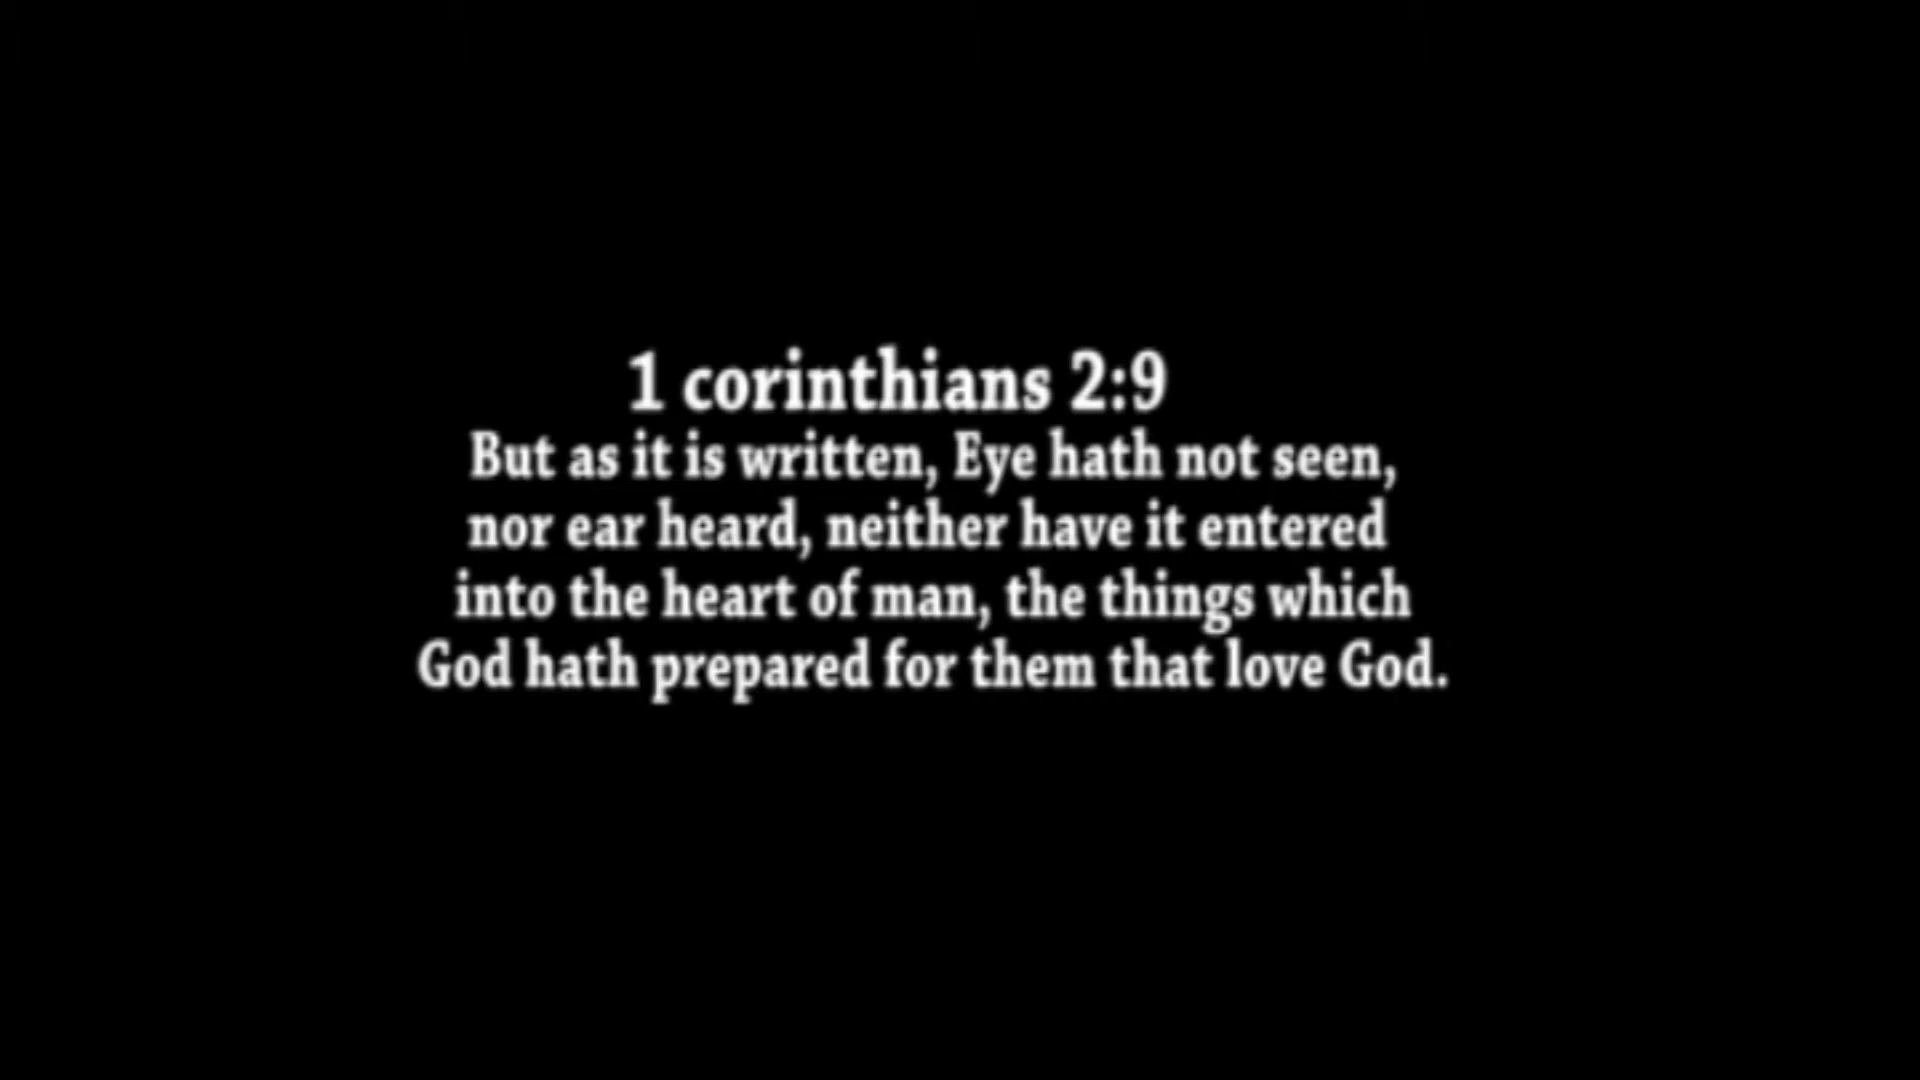 1 corinthians 2:9
But as it is written, Eye hath not seen,
nor ear heard, neither have it entered
into the heart of man, the things which
God hath prepared for them that love God.